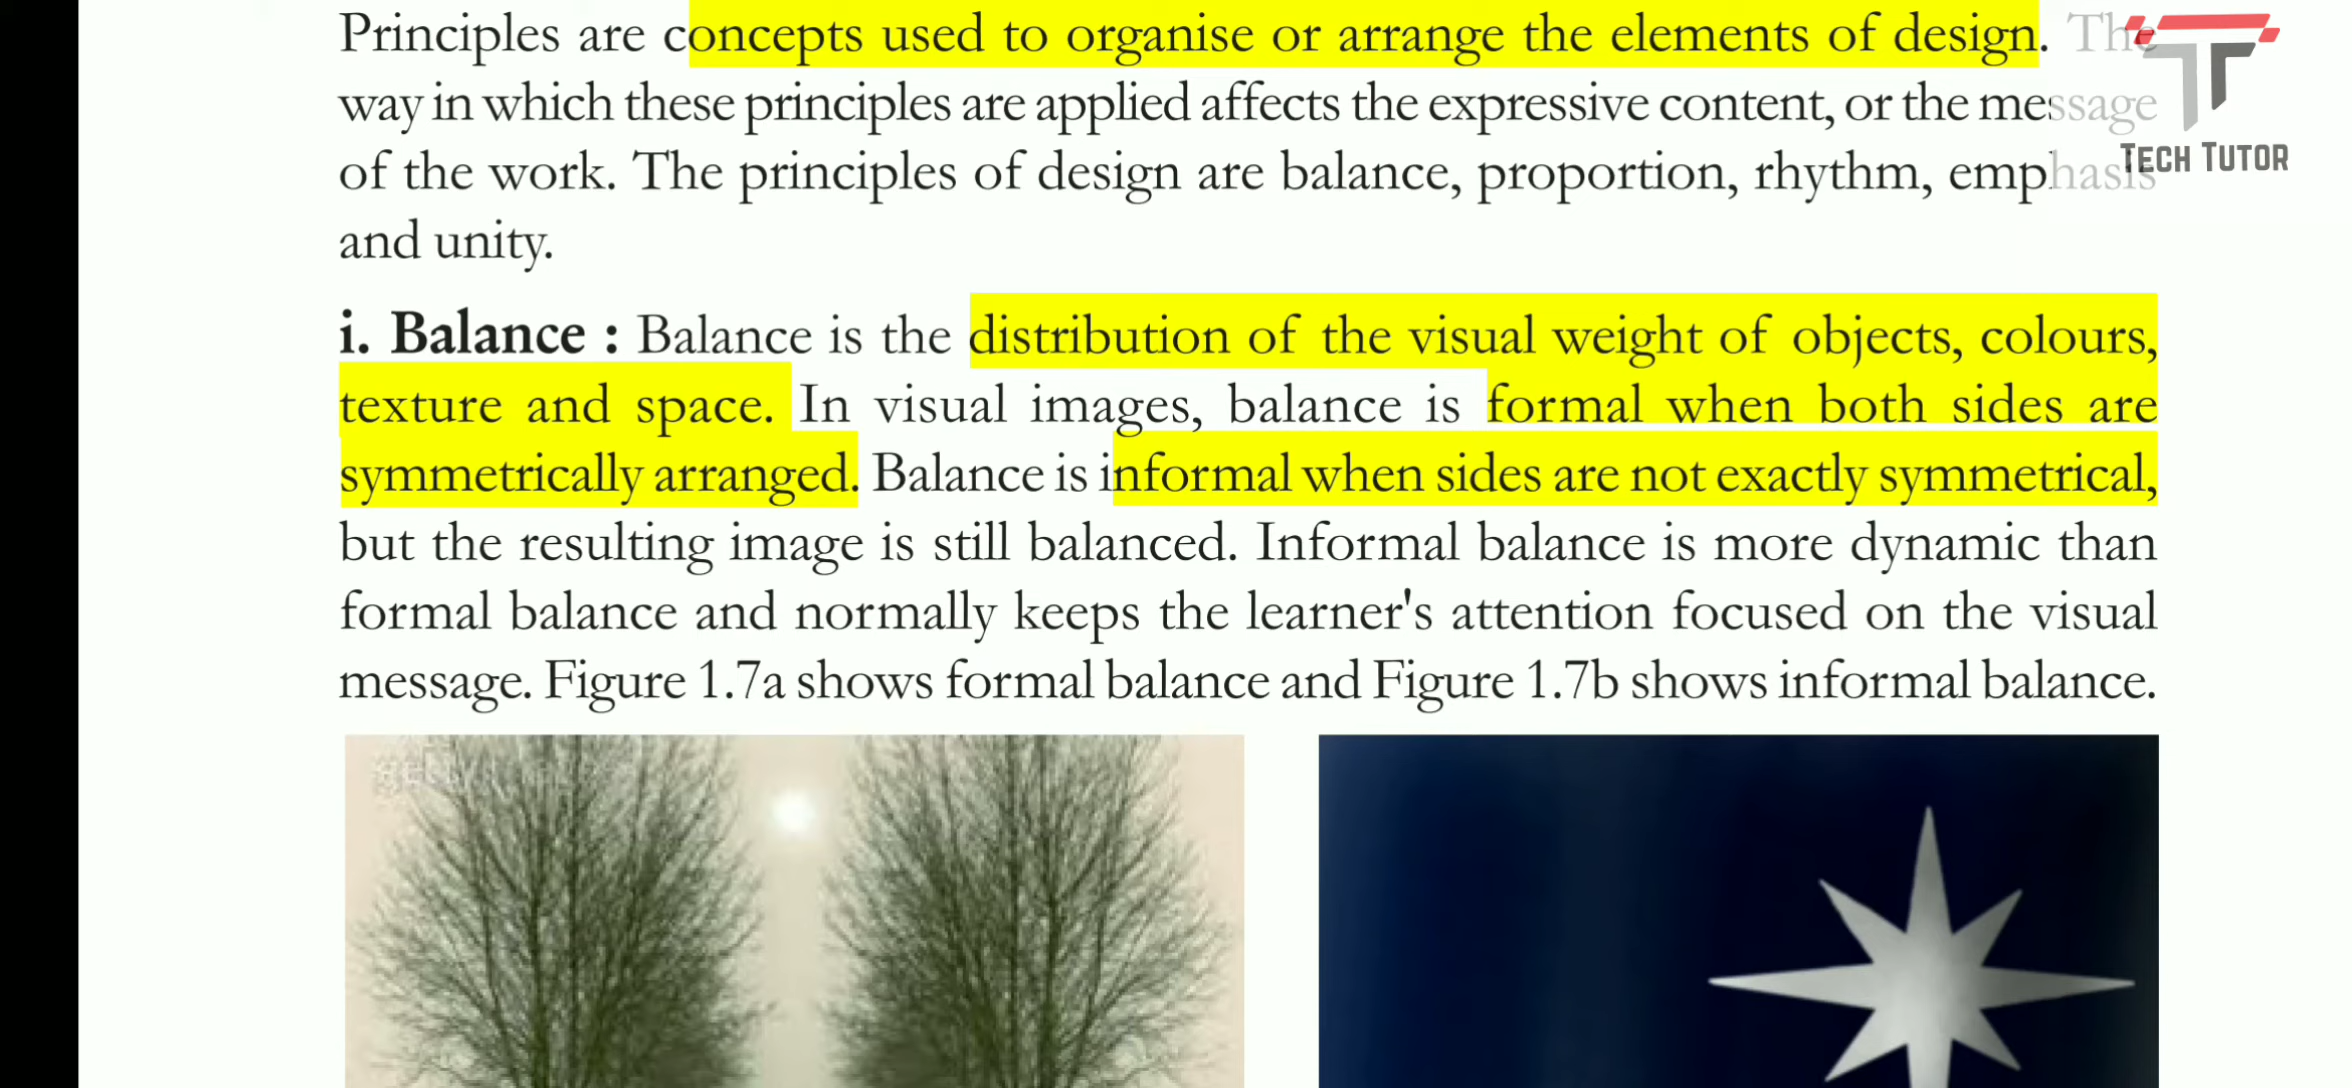 Principles are concepts used to organise or arrange the elements of design. The
way in which these principles are applied affects the expressive content, or the message
of the work. The principles of design are balance, proportion, rhythm, emphasis
and unity.
TECH TUTOR
i. Balance : Balance is the distribution of the visual weight of objects, colours,
texture and space. In visual images, balance is formal when both sides are
symmetrically arranged. Balance is informal when sides are not exactly symmetrical,
but the resulting image is still balanced. Informal balance is more dynamic than
formal balance and normally keeps the learner's attention focused on the visual
message. Figure 1.7a shows formal balance and Figure 1.7b shows informal balance.